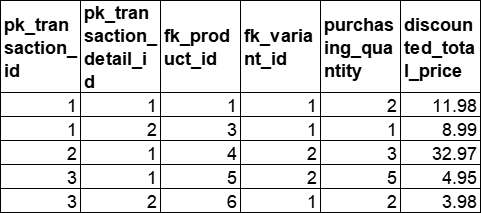 pk_transaction_id pk_transaction_detail_id fk_product_id fk_variant_id purchasing_quantity discounted_total_price
1 1 1 1 2 11.98
1 2 3 1 1 8.99
2 1 4 2 3 32.97
3 1 5 2 5 4.95
3 2 6 1 2 3.98